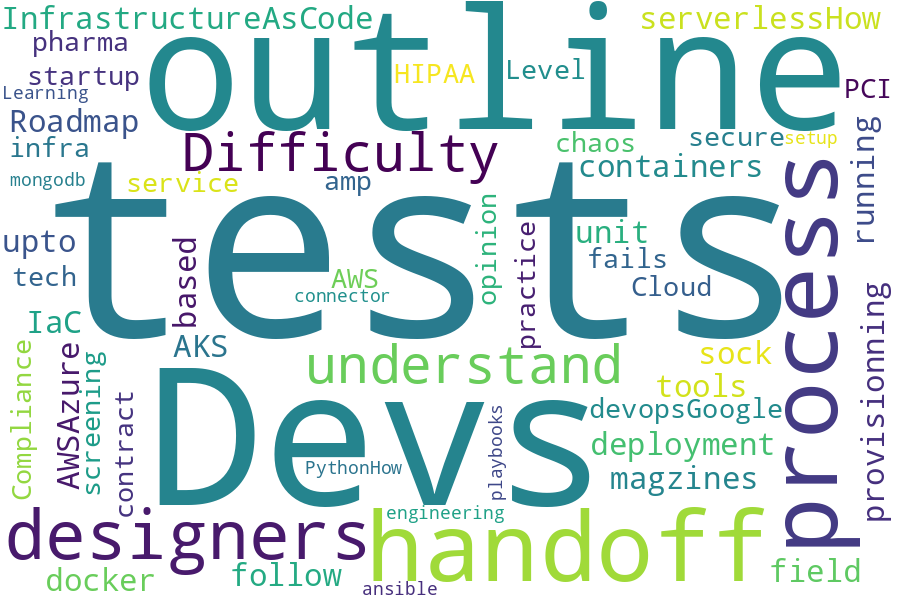 InfrastructureAsCode
serverlessHow
outline
pharma
startup
HIPAA
Level
PCI
Learning
Roadmap
Difficulty
chaos
secure
setup
infra
containers
running
mongodb
service
amp
tests
process
upto
based
opinion
practice
unit
tech
AWS
fails
connector
Cloud
IaC
AKS
understand
sock
provisionning
Compliance
AWSAzure
screening
tools
Devs
contract
devopsGoogle
playbooks
deployment
PythonHow
magzines
designers
handoff
engineering
docker
follow
ansible
field